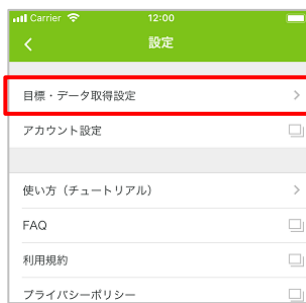 Carrier 12:00
設定
目標・データ取得設定
アカウント設定
使い方（チュートリアル）
FAQ
利用規約
プライバシーポリシー